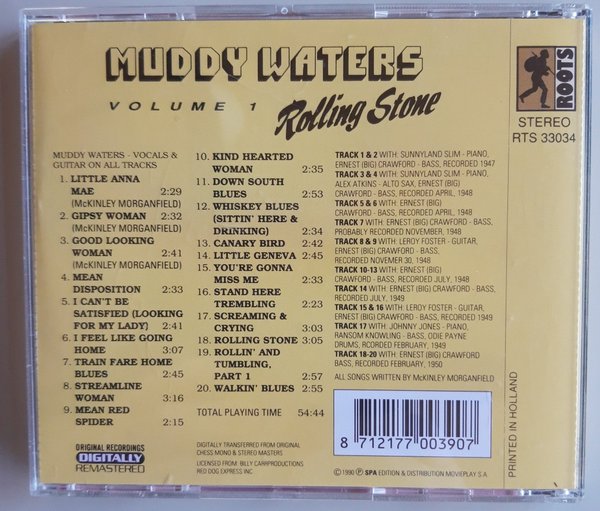 MUDDY WATERS
VOLUME 1 Rolling Stone
ROOTS
STEREO
RTS 33034
MUDDY WATERS - VOCALS &
GUITAR ON ALL TRACKS
1. LITTLE ANNA
MAE 2:29
(McKINLEY MORGANFIELD)
2. GIPSY WOMAN 2:32
(McKINLEY MORGANFIELD)
3. GOOD LOOKING
WOMAN 2:41
(McKINLEY MORGANFIELD)
4. MEAN
DISPOSITION 2:33
5. I CAN'T BE
SATISFIED (LOOKING
FOR MY LADY) 2:41
6. I FEEL LIKE GOING
HOME 3:07
7. TRAIN FARE HOME
BLUES 2:45
8. STREAMLINE
WOMAN 3:16
9. MEAN RED
SPIDER 2:15
10. KIND HEARTED
WOMAN 2:35
11. DOWN SOUTH
BLUES 2:53
12. WHISKEY BLUES
(SITTIN' HERE &
DRINKING) 2:34
13. CANARY BIRD 2:42
14. LITTLE GENEVA 2:45
15. YOU'RE GONNA
MISS ME 2:33
16. STAND HERE
TREMBLING 2:23
17. SCREAMING &
CRYING 3:03
18. ROLLING STONE 3:05
19. ROLLIN' AND
TUMBLING,
PART 1 2:57
20. WALKIN' BLUES 2:55
TOTAL PLAYING TIME 54:44
TRACK 1 & 2 WITH: SUNNYLAND SLIM - PIANO,
ERNEST (BIG) CRAWFORD - BASS, RECORDED 1947
TRACK 3 & 4 WITH: SUNNYLAND SLIM - PIANO,
ALEX ATKINS - ALTO SAX, ERNEST (BIG)
CRAWFORD - BASS, RECORDED APRIL, 1948
TRACK 5 & 6 WITH: ERNEST (BIG) CRAWFORD -
BASS, RECORDED APRIL, 1948
TRACK 7 WITH: ERNEST (BIG) CRAWFORD - BASS,
PROBABLY RECORDED NOVEMBER, 1948
TRACK 8 & 9 WITH: LEROY FOSTER - GUITAR,
ERNEST (BIG) CRAWFORD - BASS,
RECORDED NOVEMBER 30, 1948
TRACK 10-13 WITH: ERNEST (BIG)
CRAWFORD - BASS, RECORDED JULY, 1948
TRACK 14 WITH: ERNEST (BIG) CRAWFORD - BASS,
RECORDED JULY, 1949
TRACK 15 & 16 WITH: LEROY FOSTER - GUITAR,
ERNEST (BIG) CRAWFORD - BASS, RECORDED 1949
TRACK 17 WITH: JOHNNY JONES - PIANO,
RANSOM KNOWLING - BASS, ODIE PAYNE
DRUMS, RCORDED FEBRUARY, 1949
TRACK 18-20 WITH: ERNEST (BIG) CRAWFORD
BASS, RECORDED FEBRUARY, 1950
ALL SONGS WRITTEN BY McKINLEY MORGANFIELD
8 712177 003907
PRINTED IN HOLLAND
ORIGINAL RECORDINGS
DIGITALLY
REMASTERED
DIGITALLY TRANSFERRED FROM ORIGINAL
CHESS MONO & STEREO MASTERS
LICENSED FROM: BILLY CARRPRODUCTIONS
RED DOG EXPRESS INC
© 1990 ℗ SPA EDITION & DISTRIBUTION MOVIEPLAY S.A.